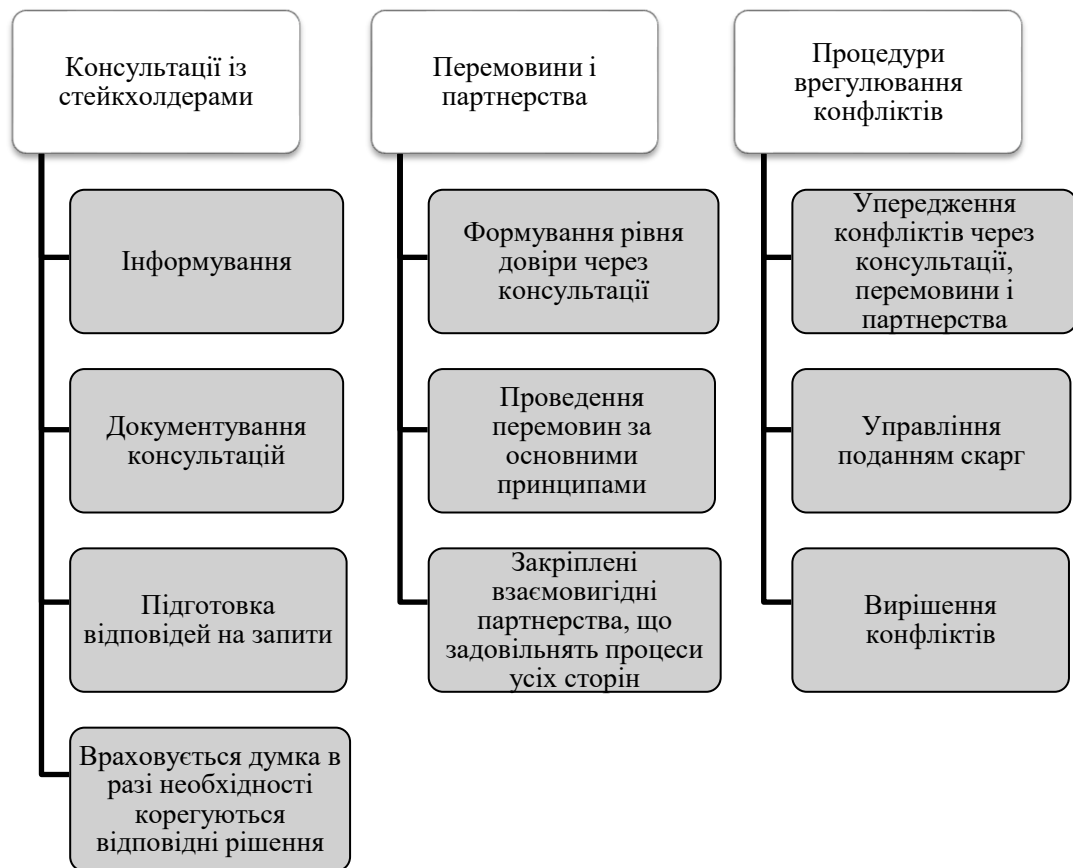 Консультації із
стейкхолдерами
Інформування
Документування
консультацій
Підготовка
відповідей на запити
Враховується думка в
разі необхідності
корегуються
відповідні рішення
Перемовини і
партнерства
Формування рівня
довіри через
консультації
Проведення
перемовин за
основними
принципами
Закріплені
взаємовигідні
партнерства, що
задовільнять процеси
усіх сторін
Процедури
врегулювання
конфліктів
Упередження
конфліктів через
консультації,
перемовини і
партнерства
Управління
поданням скарг
Вирішення
конфліктів